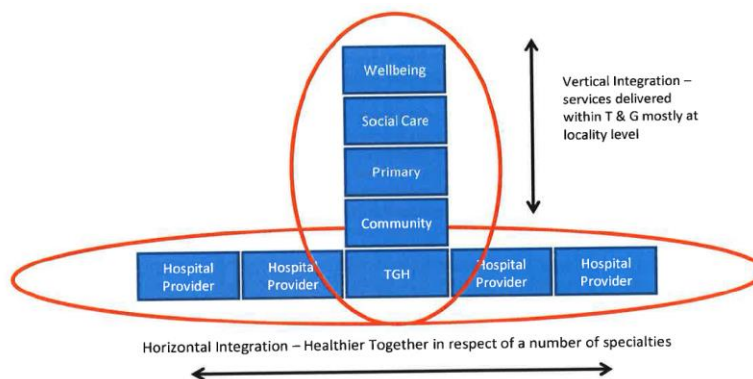 Wellbeing
Social Care
Primary
Community
Vertical Integration –
services delivered
within T & G mostly at
locality level
Hospital
Provider
Hospital
Provider
TGH
Hospital
Provider
Hospital
Provider
Horizontal Integration – Healthier Together in respect of a number of specialties